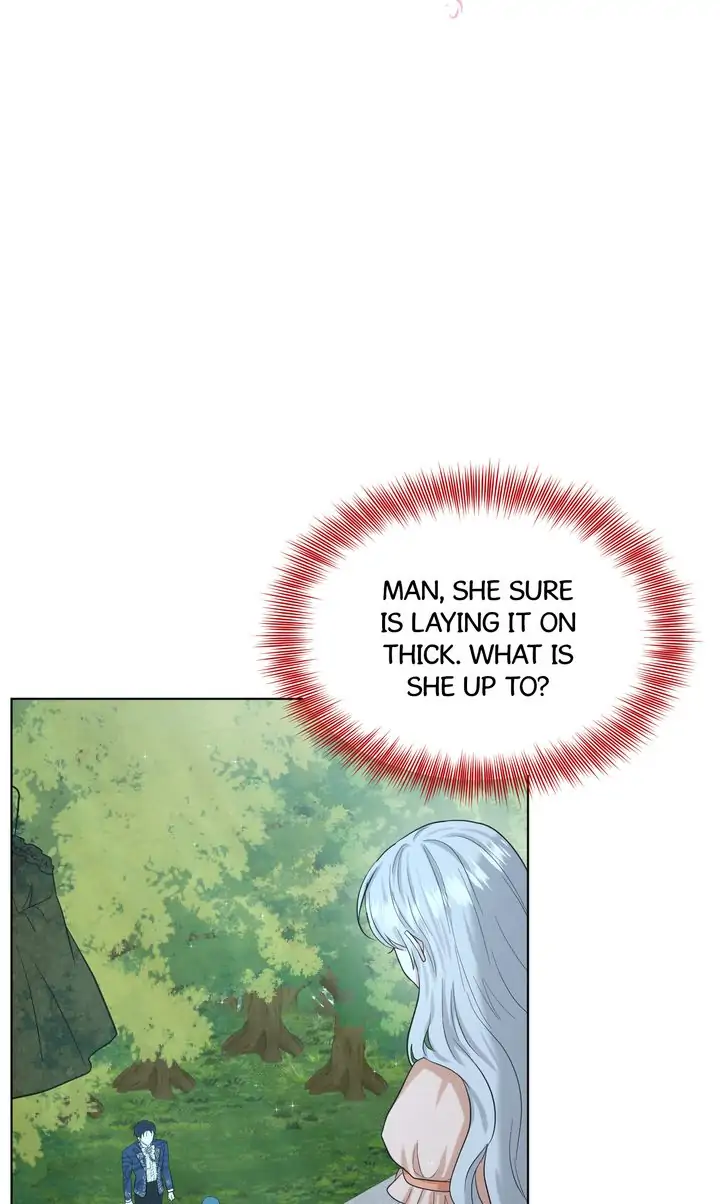 MAN, SHE SURE
IS LAYING IT ON
THICK. WHAT IS
SHE UP TO?